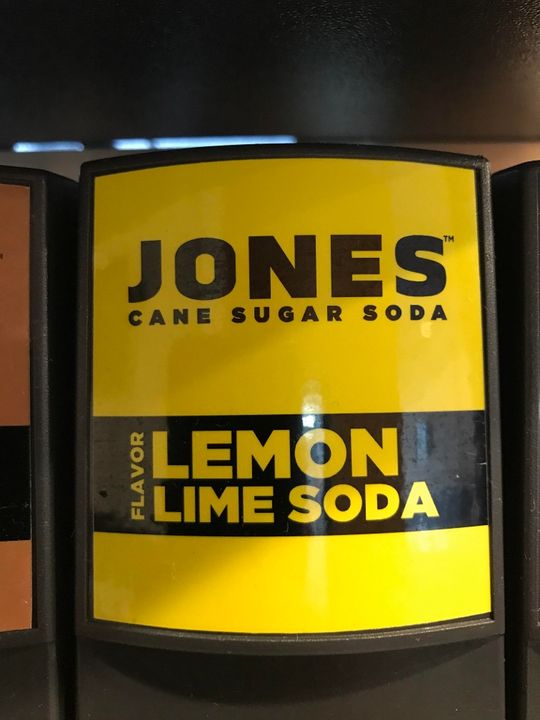 JONES™
CANE SUGAR SODA
FLAVOR
LEMON
LIME SODA